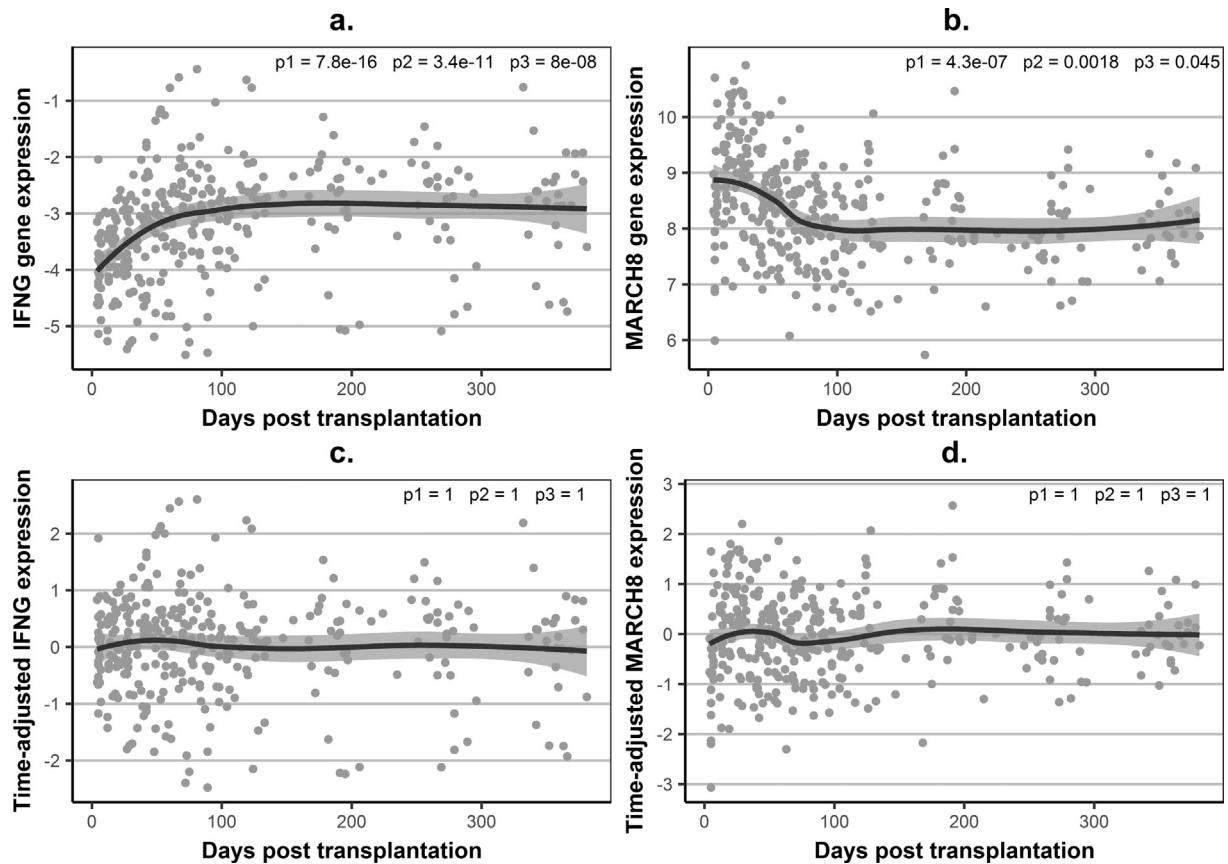 a.
p1 = 7.8e-16 p2 = 3.4e-11 p3 = 8e-08
IFNG gene expression
-1
-2
-3
-4
-5
0 100 200 300
Days post transplantation
b.
p1 = 4.3e-07 p2 = 0.0018 p3 = 0.045
MARCH8 gene expression
10
9
8
7
6
0 100 200 300
Days post transplantation
c.
p1 = 1 p2 = 1 p3 = 1
Time-adjusted IFNG expression
2
1
0
-1
-2
0 100 200 300
Days post transplantation
d.
p1 = 1 p2 = 1 p3 = 1
Time-adjusted MARCH8 expression
3
2
1
0
-1
-2
-3
0 100 200 300
Days post transplantation